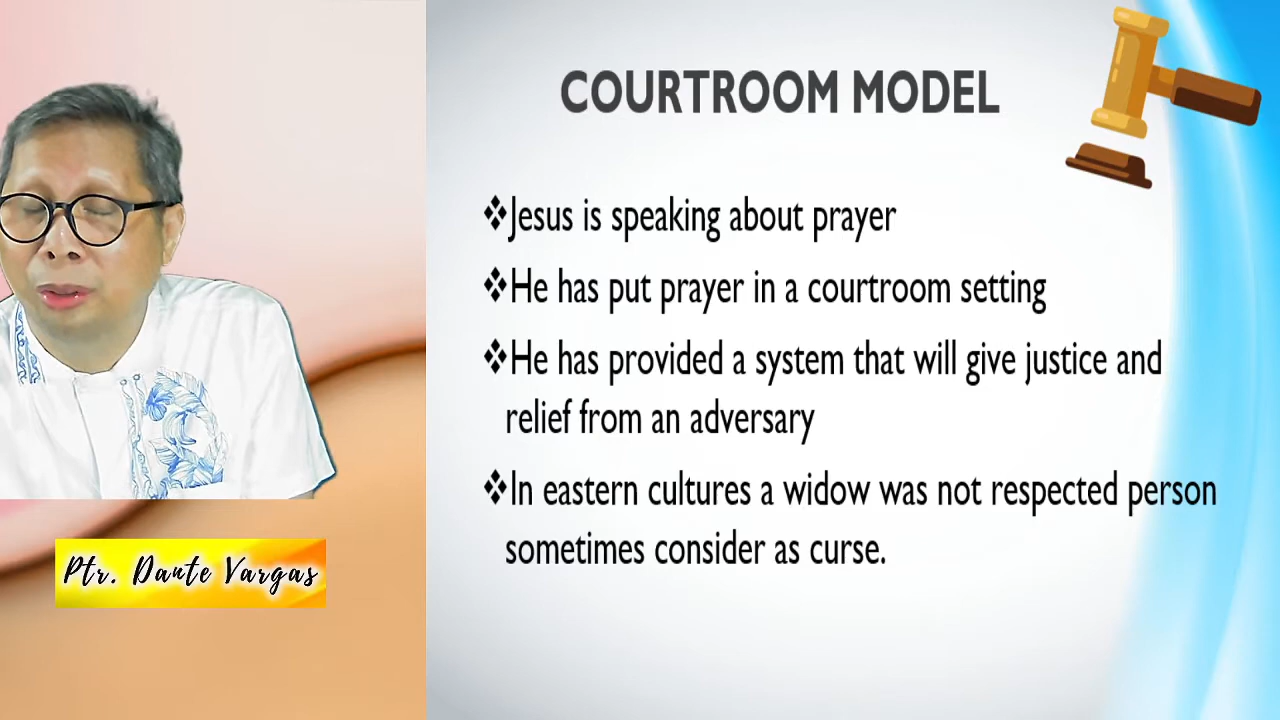 COURTROOM MODEL
❖Jesus is speaking about prayer
❖He has put prayer in a courtroom setting
❖He has provided a system that will give justice and
relief from an adversary
❖In eastern cultures a widow was not respected person
sometimes consider as curse.
Ptr. Dante Vargas